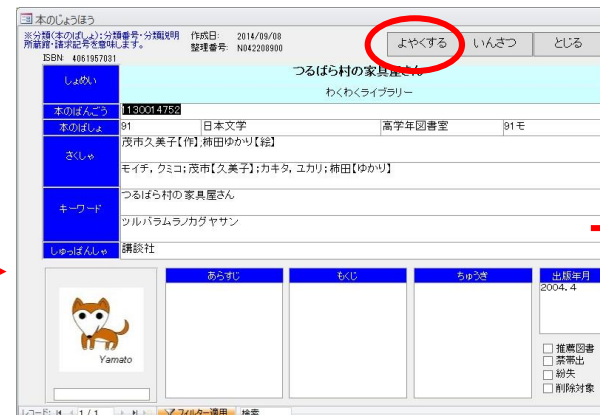 本のじょうほう
※分類(本のばしょ):分類番号・分類説明 作成日: 2014/09/08
所蔵館・請求記号を意味します。 整理番号: N042208900
よやくする いんさつ とじる
ISBN 4061957031
しょめい つるばら村の家具屋さん
わくわくライブラリー
本のばんごう 1130014752
本のばしょ 91 日本文学 高学年図書室 91モ
さくしゃ 茂市久美子【作】,柿田ゆかり【絵】
モイチ, クミコ;茂市【久美子】;カキタ, ユカリ;柿田【ゆかり】
キーワード つるばら村の家具屋さん
ツルバラムラノカグヤサン
しゅっぱんしゃ 講談社
あらすじ もくじ ちゅうき 出版年月
2004. 4
Yamato
推薦図書
禁帯出
紛失
削除対象
レコード: 1 / 1 フィルター適用 検索